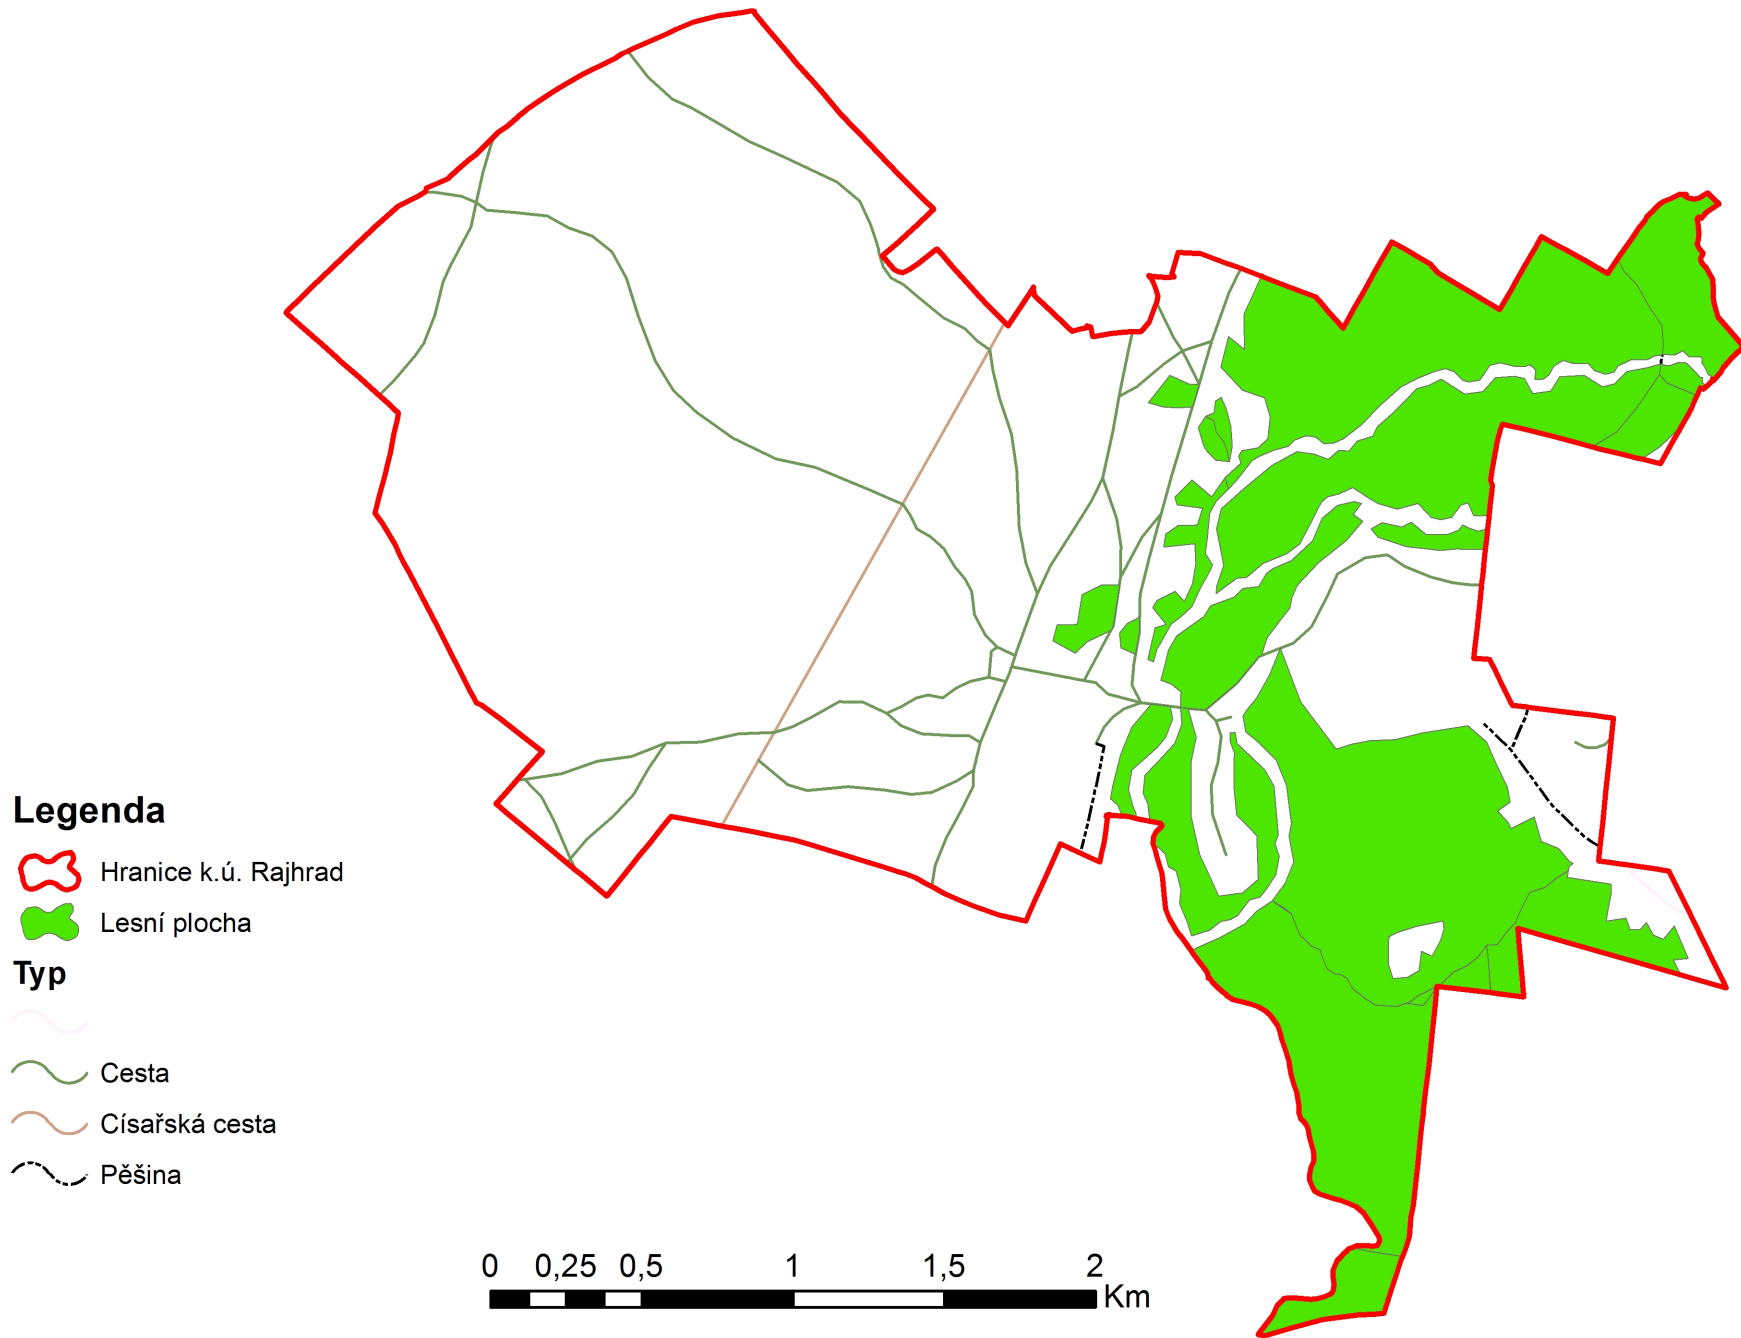 Legenda
Hranice k.ú. Rajhrad
Lesní plocha
Typ
Cesta
Císařská cesta
Pěšina
0 0,25 0,5 1 1,5 2
Km